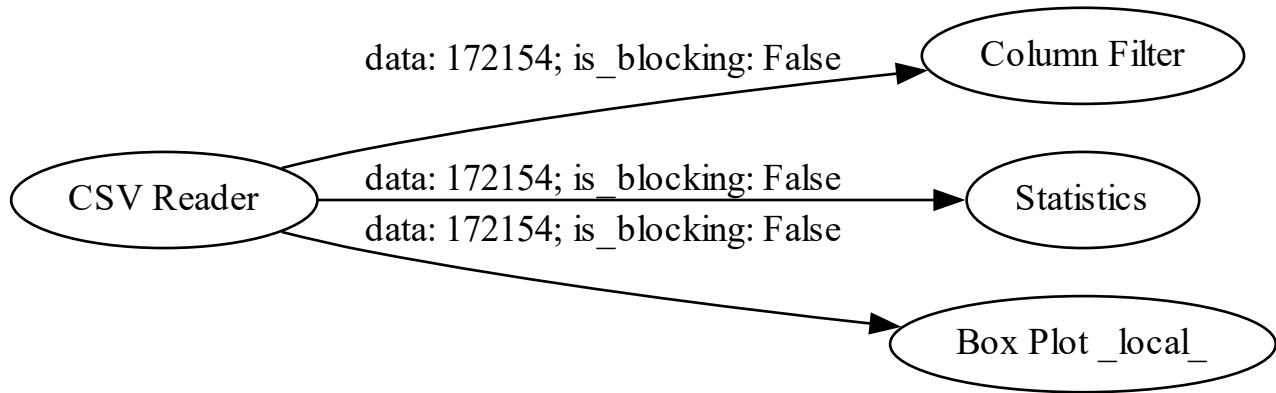 data: 172154; is_blocking: False
Column Filter
CSV Reader
data: 172154; is_blocking: False
Statistics
data: 172154; is_blocking: False
Box Plot _local_